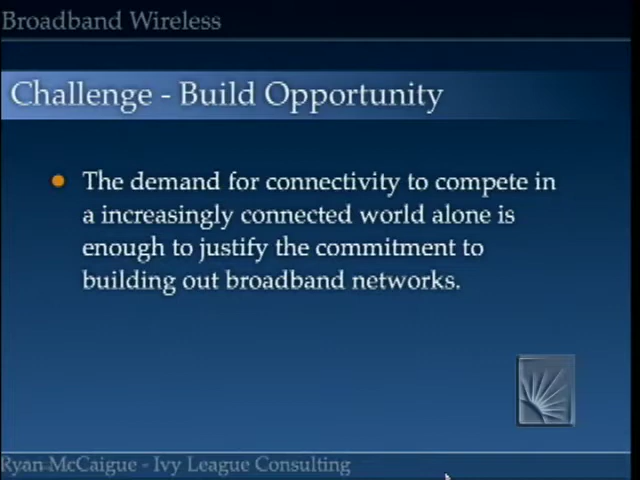 Broadband Wireless
Challenge - Build Opportunity
The demand for connectivity to compete in
a increasingly connected world alone is
enough to justify the commitment to
building out broadband networks.
Ryan McCaigue - Ivy League Consulting